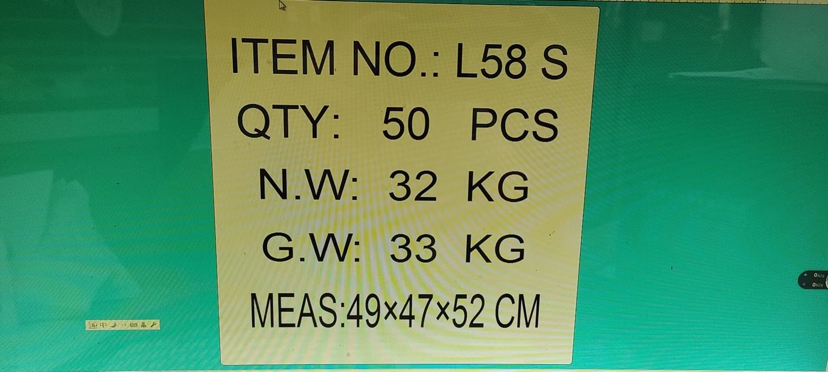 ITEM NO.: L58 S
QTY: 50 PCS
N.W: 32 KG
G.W: 33 KG
MEAS:49×47×52 CM